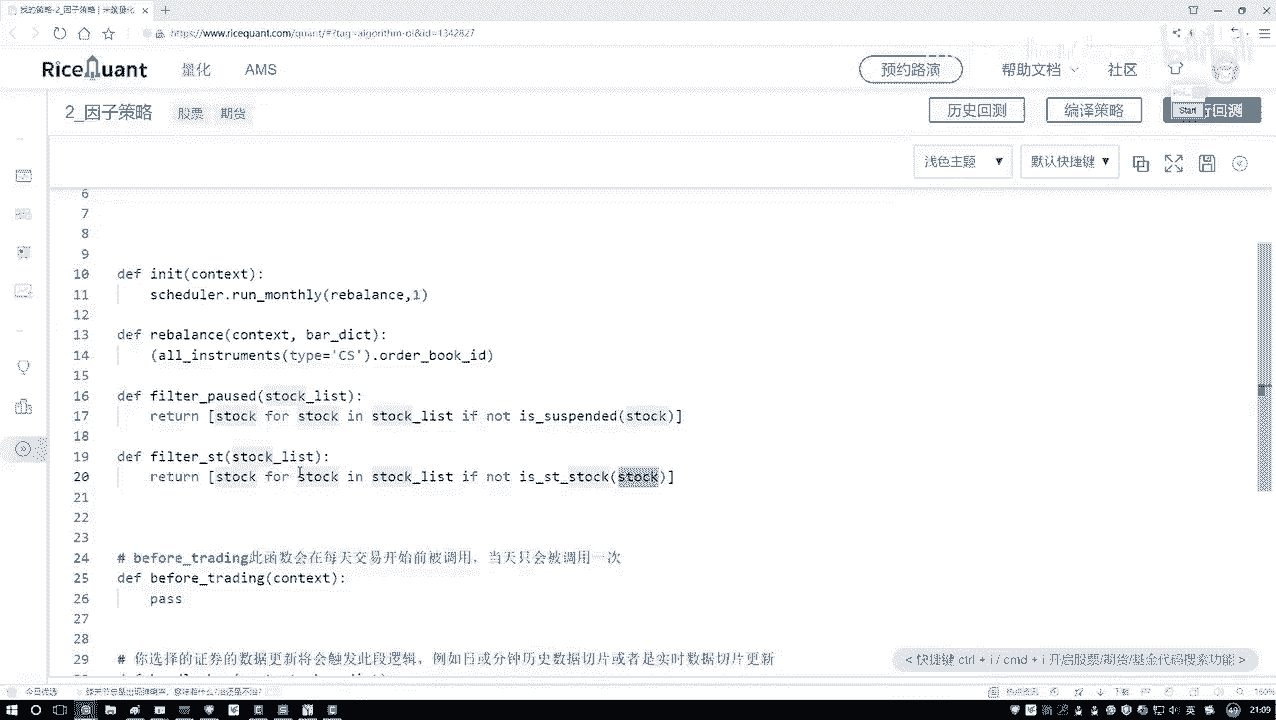 找的策略-2_因子策略 | 米筐量化
https://www.ricequant.com/quant/#?tag=algorithm-ol&id=1342827
RiceQuant 量化 AMS 预约路演 帮助文档 社区
2_因子策略 股票 期货 历史回测 编译策略 行回测
Start
浅色主题 默认快捷键
6
7
8
9
10 def init(context):
11 scheduler.run_monthly(rebalance,1)
12
13 def rebalance(context, bar_dict):
14 (all_instruments(type='CS').order_book_id)
15
16 def filter_paused(stock_list):
17 return [stock for stock in stock_list if not is_suspended(stock)]
18
19 def filter_st(stock_list):
20 return [stock for stock in stock_list if not is_st_stock(stock)]
21
22
23
24 # before_trading此函数会在每天交易开始前被调用，当天只会被调用一次
25 def before_trading(context):
26 pass
27
28
29 # 你选择的证券的数据更新将会触发此段逻辑，例如日或分钟历史数据切片或者是实时数据切片更新
< 快捷键 ctrl + i / cmd + i 开启股票/期货/基金代码搜索功能 >
今日优选
160%
英
21:09